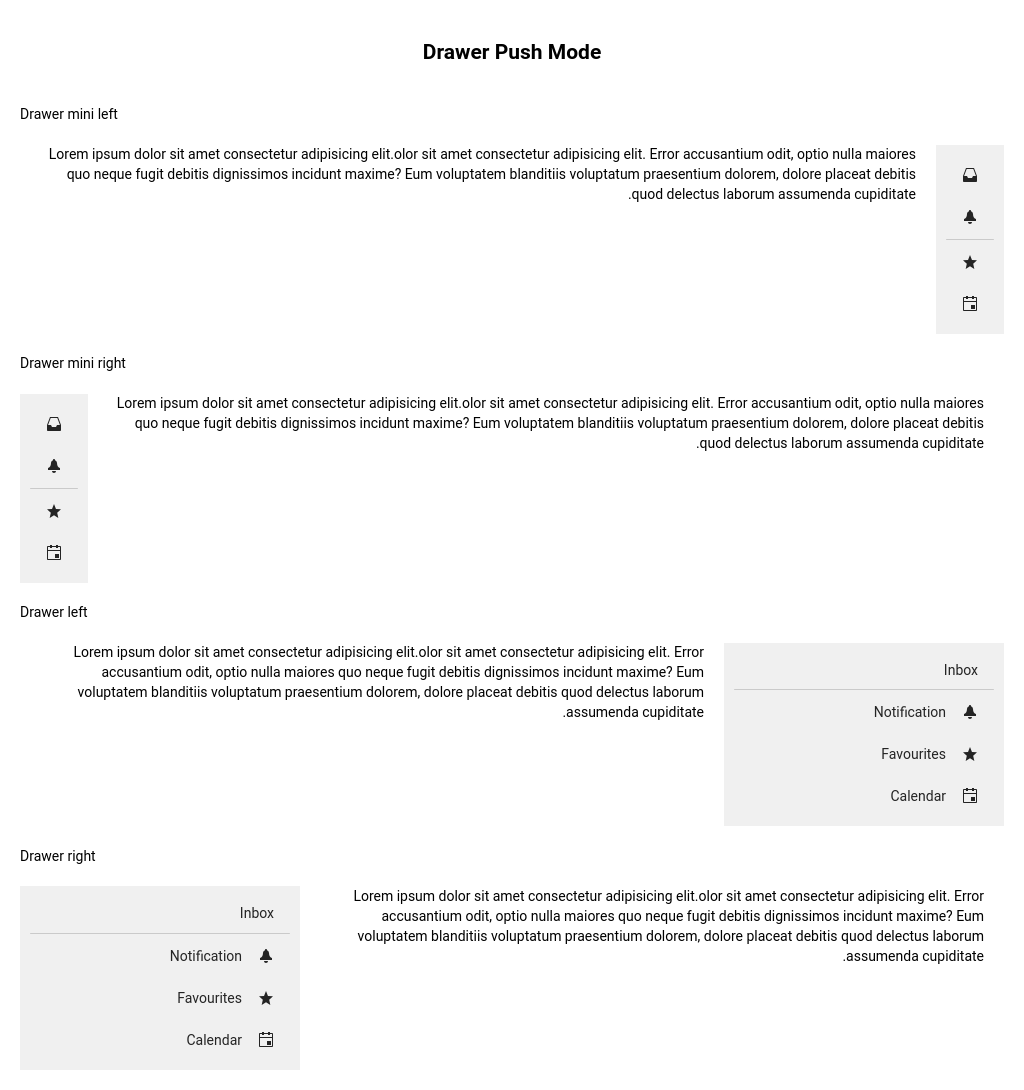 Drawer Push Mode
Drawer mini left
Lorem ipsum dolor sit amet consectetur adipisicing elit.olor sit amet consectetur adipisicing elit. Error accusantium odit, optio nulla maiores
quo neque fugit debitis dignissimos incidunt maxime? Eum voluptatem blanditiis voluptatum praesentium dolorem, dolore placeat debitis
.quod delectus laborum assumenda cupiditate
Drawer mini right
Lorem ipsum dolor sit amet consectetur adipisicing elit.olor sit amet consectetur adipisicing elit. Error accusantium odit, optio nulla maiores
quo neque fugit debitis dignissimos incidunt maxime? Eum voluptatem blanditiis voluptatum praesentium dolorem, dolore placeat debitis
.quod delectus laborum assumenda cupiditate
Drawer left
Lorem ipsum dolor sit amet consectetur adipisicing elit.olor sit amet consectetur adipisicing elit. Error
accusantium odit, optio nulla maiores quo neque fugit debitis dignissimos incidunt maxime? Eum
voluptatem blanditiis voluptatum praesentium dolorem, dolore placeat debitis quod delectus laborum
.assumenda cupiditate
Inbox
Notification
Favourites
Calendar
Drawer right
Inbox
Notification
Favourites
Calendar
Lorem ipsum dolor sit amet consectetur adipisicing elit.olor sit amet consectetur adipisicing elit. Error
accusantium odit, optio nulla maiores quo neque fugit debitis dignissimos incidunt maxime? Eum
voluptatem blanditiis voluptatum praesentium dolorem, dolore placeat debitis quod delectus laborum
.assumenda cupiditate